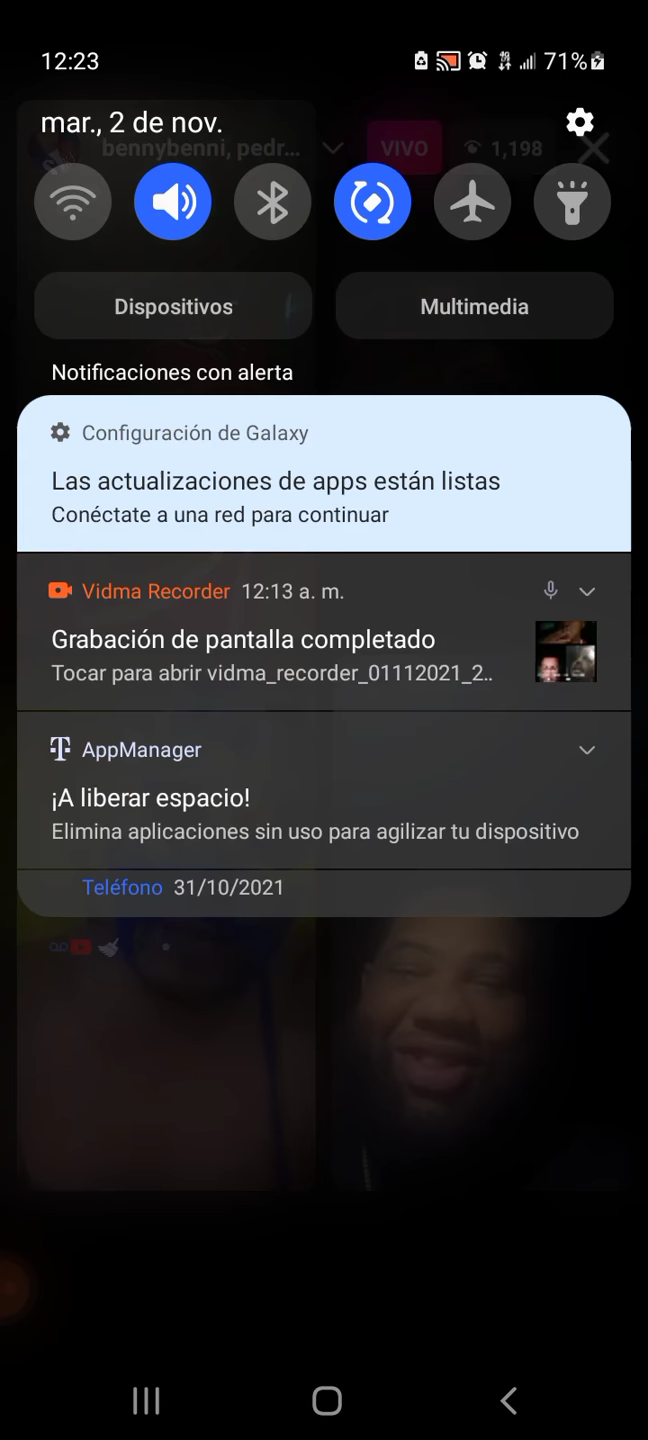 12:23
4G
71%
mar., 2 de nov.
bennybenni, pedr...
VIVO
1,198
Dispositivos
Multimedia
Notificaciones con alerta
Configuración de Galaxy
Las actualizaciones de apps están listas
Conéctate a una red para continuar
Vidma Recorder 12:13 a. m.
Grabación de pantalla completado
Tocar para abrir vidma_recorder_01112021_2..
AppManager
¡A liberar espacio!
Elimina aplicaciones sin uso para agilizar tu dispositivo
Teléfono 31/10/2021